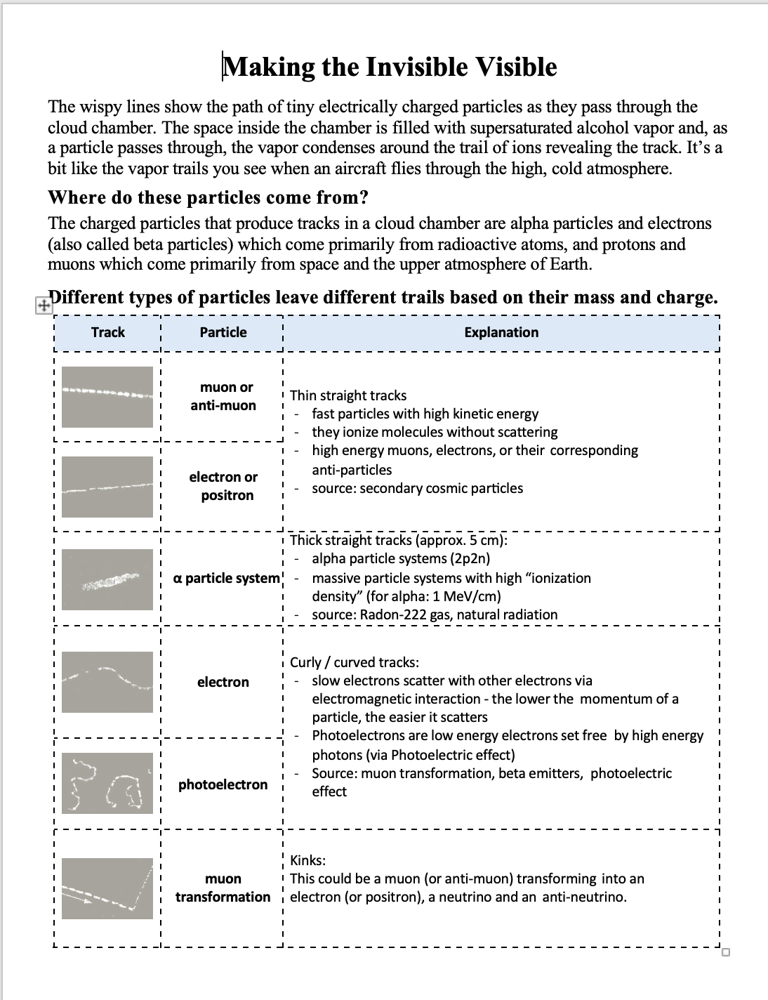 Making the Invisible Visible
The wispy lines show the path of tiny electrically charged particles as they pass through the
cloud chamber. The space inside the chamber is filled with supersaturated alcohol vapor and, as
a particle passes through, the vapor condenses around the trail of ions revealing the track. It’s a
bit like the vapor trails you see when an aircraft flies through the high, cold atmosphere.
Where do these particles come from?
The charged particles that produce tracks in a cloud chamber are alpha particles and electrons
(also called beta particles) which come primarily from radioactive atoms, and protons and
muons which come primarily from space and the upper atmosphere of Earth.
Different types of particles leave different trails based on their mass and charge.
Track Particle Explanation
muon or
anti-muon
electron or
positron
Thin straight tracks
- fast particles with high kinetic energy
- they ionize molecules without scattering
- high energy muons, electrons, or their corresponding
anti-particles
- source: secondary cosmic particles
α particle system
Thick straight tracks (approx. 5 cm):
- alpha particle systems (2p2n)
- massive particle systems with high “ionization
density” (for alpha: 1 MeV/cm)
- source: Radon-222 gas, natural radiation
electron
photoelectron
Curly / curved tracks:
- slow electrons scatter with other electrons via
electromagnetic interaction - the lower the momentum of a
particle, the easier it scatters
- Photoelectrons are low energy electrons set free by high energy
photons (via Photoelectric effect)
- Source: muon transformation, beta emitters, photoelectric
effect
muon
transformation
Kinks:
This could be a muon (or anti-muon) transforming into an
electron (or positron), a neutrino and an anti-neutrino.